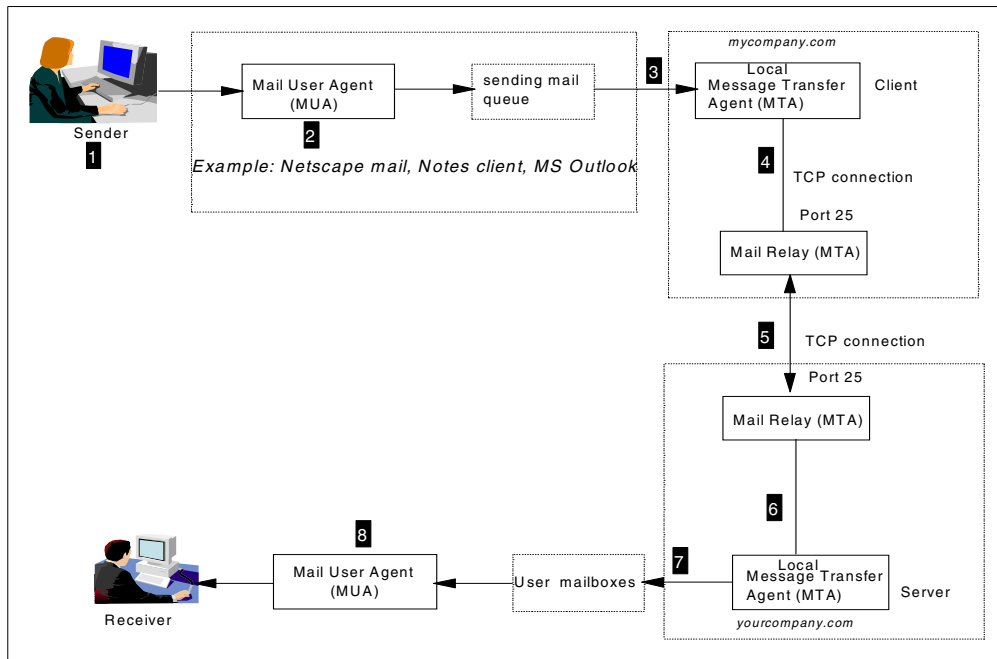 mycompany.com
Sender
1
Mail User Agent
(MUA)
2
sending mail
queue
Example: Netscape mail, Notes client, MS Outlook
3
Local
Message Transfer
Agent (MTA)
Client
4
TCP connection
Port 25
Mail Relay (MTA)
5
TCP connection
Port 25
Mail Relay (MTA)
6
Local
Message Transfer
Agent (MTA)
Server
yourcompany.com
7
User mailboxes
8
Mail User Agent
(MUA)
Receiver